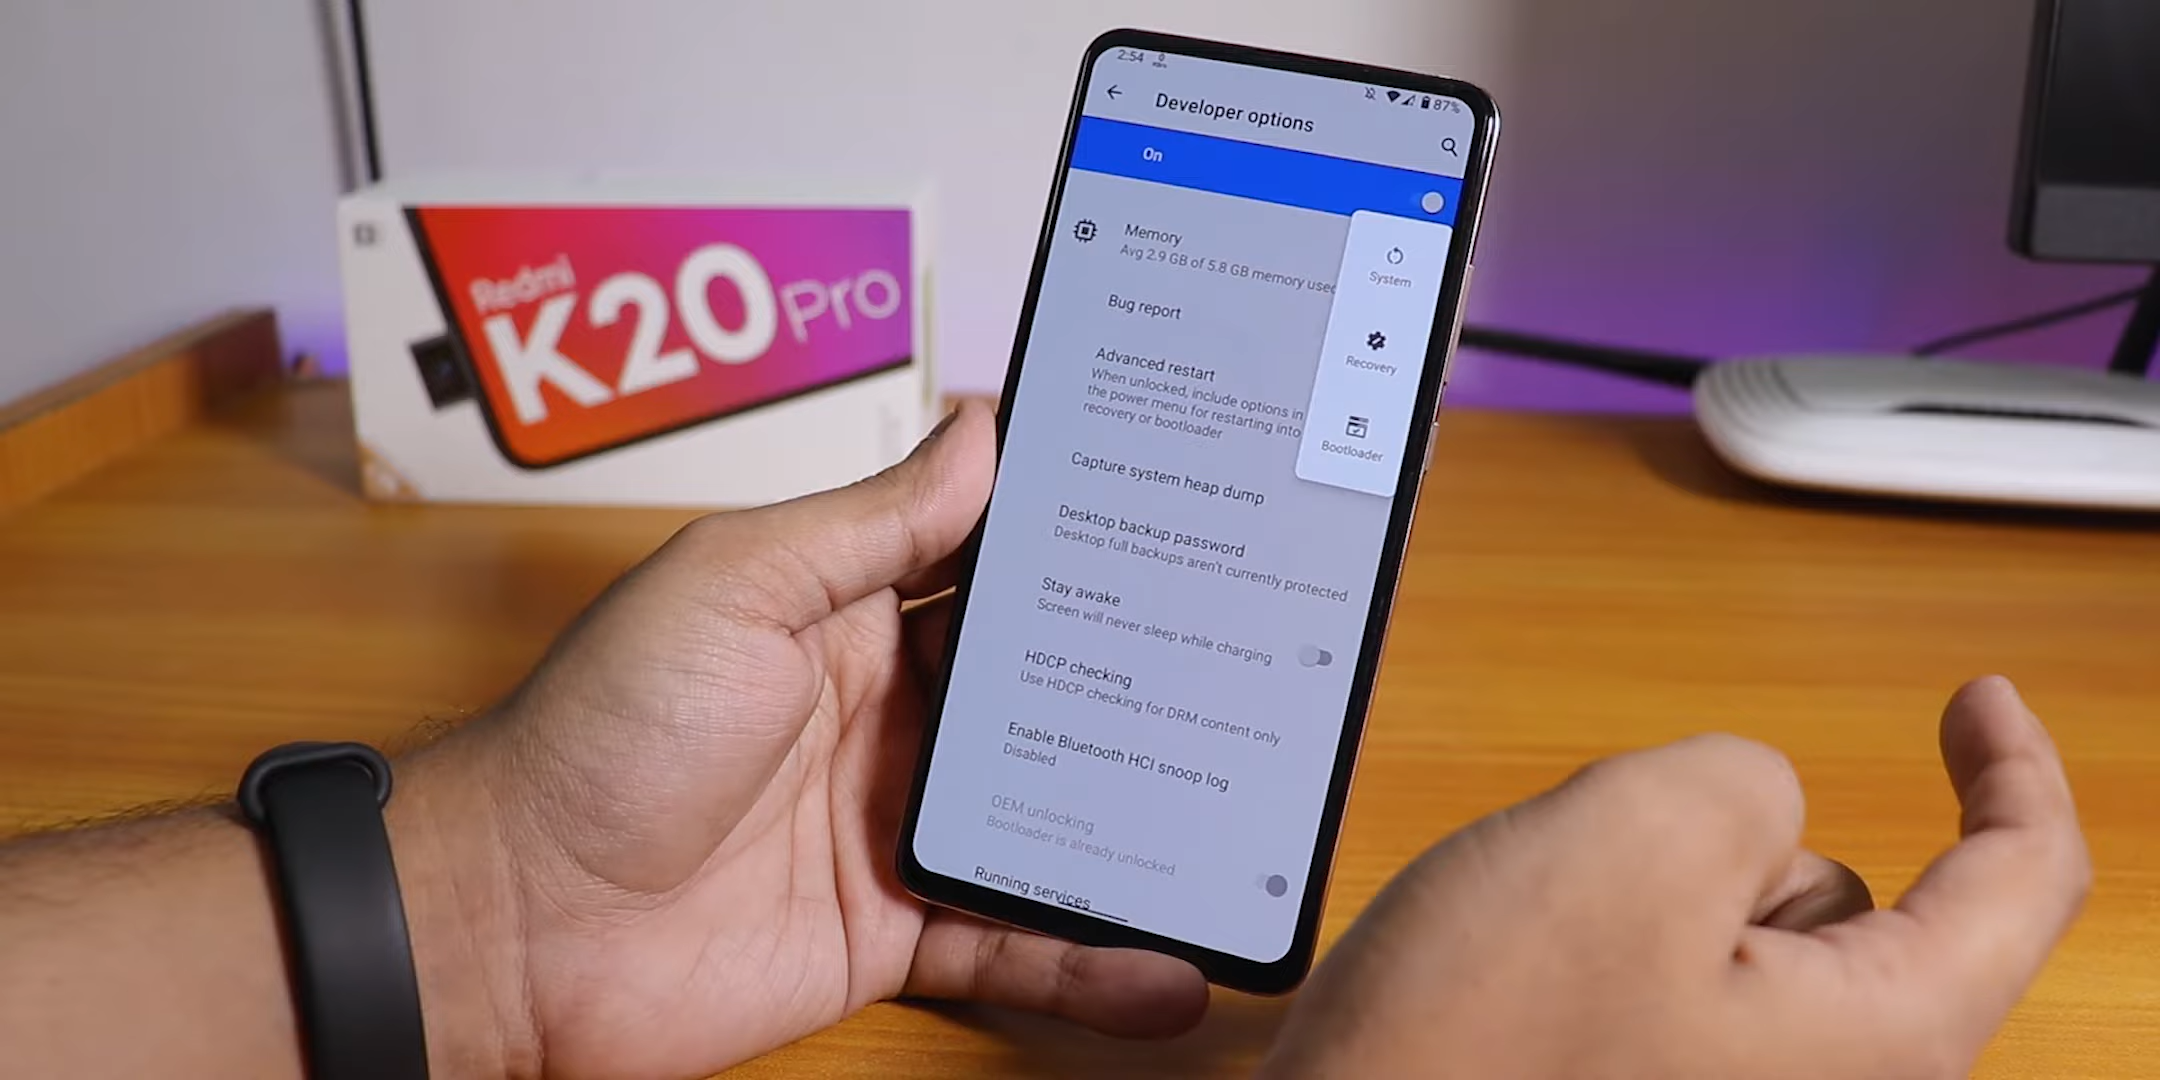 Redmi
K20 Pro
2:54
87%
Developer options
On
Memory
Avg 2.9 GB of 5.8 GB memory used
Bug report
Advanced restart
When unlocked, include options in
the power menu for restarting into
recovery or bootloader
Capture system heap dump
Desktop backup password
Desktop full backups aren't currently protected
Stay awake
Screen will never sleep while charging
HDCP checking
Use HDCP checking for DRM content only
Enable Bluetooth HCI snoop log
Disabled
OEM unlocking
Bootloader is already unlocked
Running services
System
Recovery
Bootloader